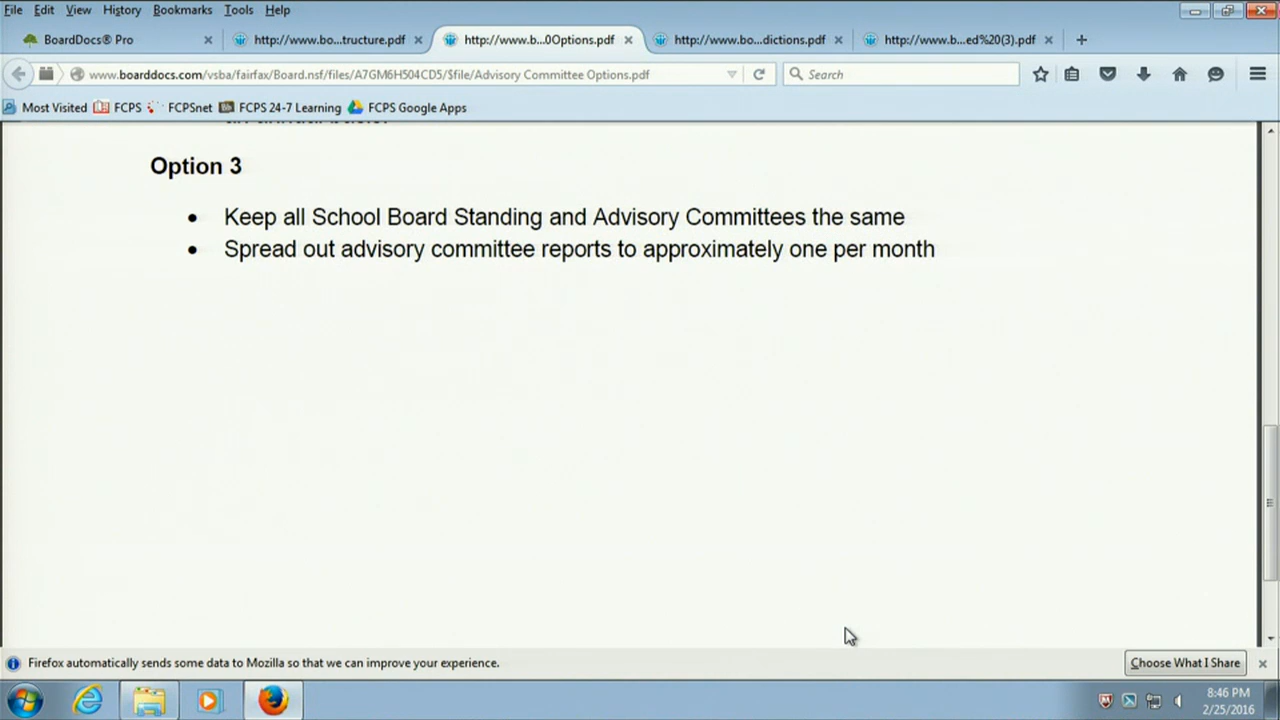 File Edit View History Bookmarks Tools Help
BoardDocs® Pro × http://www.bo...tructure.pdf × http://www.b...0Options.pdf × http://www.bo...dictions.pdf × http://www.b...ed%20(3).pdf × +
www.boarddocs.com/vsba/fairfax/Board.nsf/files/A7GM6H504CD5/$file/Advisory Committee Options.pdf Search
Most Visited FCPS FCPSnet FCPS 24-7 Learning FCPS Google Apps
Option 3
• Keep all School Board Standing and Advisory Committees the same
• Spread out advisory committee reports to approximately one per month
Firefox automatically sends some data to Mozilla so that we can improve your experience. Choose What I Share ×
8:46 PM
2/25/2016